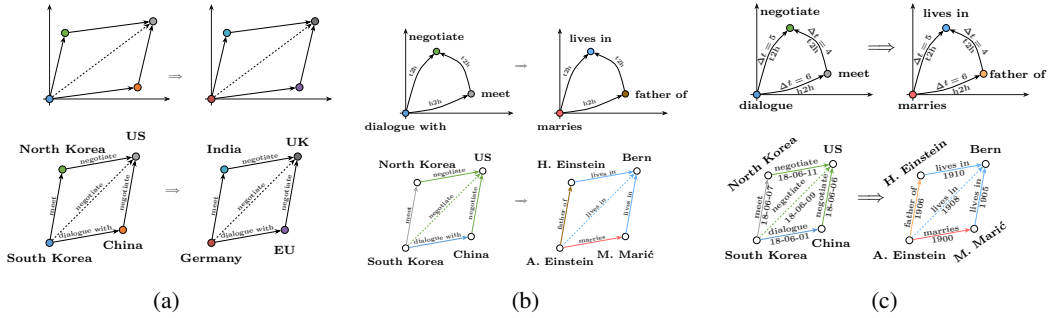 ⇒
US
North Korea
negotiate
meet
negotiate
negotiate
dialogue with
China
South Korea
⇒
UK
India
negotiate
meet
negotiate
negotiate
dialogue with
EU
Germany
(a)
negotiate
t2h
t2h
meet
h2h
dialogue with
→
lives in
t2h
t2h
father of
h2h
marries
North Korea
US
negotiate
meet
negotiate
negotiate
dialogue with
South Korea
China
→
H. Einstein
Bern
lives in
father of
lives in
lives in
marries
A. Einstein
M. Marić
(b)
negotiate
Δt = 5
t2h
Δt = 4
t2h
meet
Δt = 6
h2h
dialogue
⇒
lives in
Δt = 5
t2h
Δt = 4
t2h
father of
Δt = 6
h2h
marries
North Korea
US
negotiate
18-06-11
meet
18-06-07
negotiate
18-06-09
negotiate
18-06-06
dialogue
18-06-01
South Korea
China
⇒
H. Einstein
Bern
lives in
1910
father of
1906
lives in
1908
lives in
1905
marries
1900
A. Einstein
M. Marić
(c)